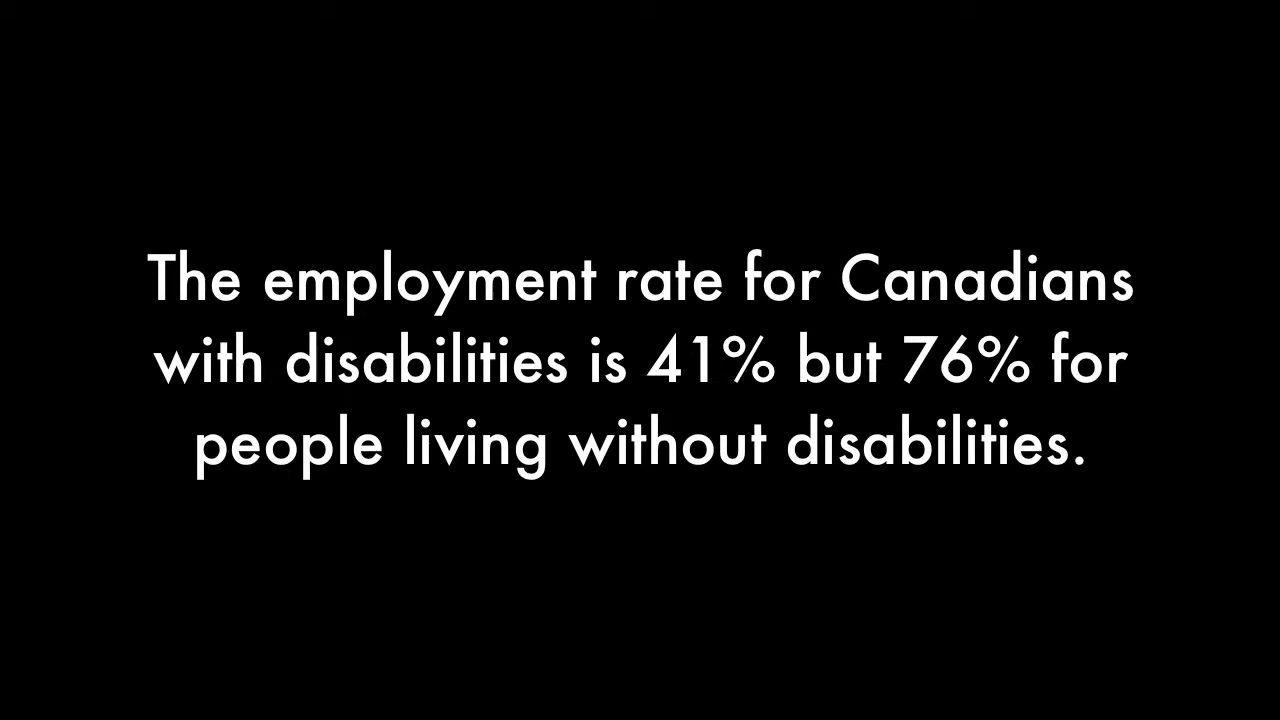 The employment rate for Canadians
with disabilities is 41% but 76% for
people living without disabilities.